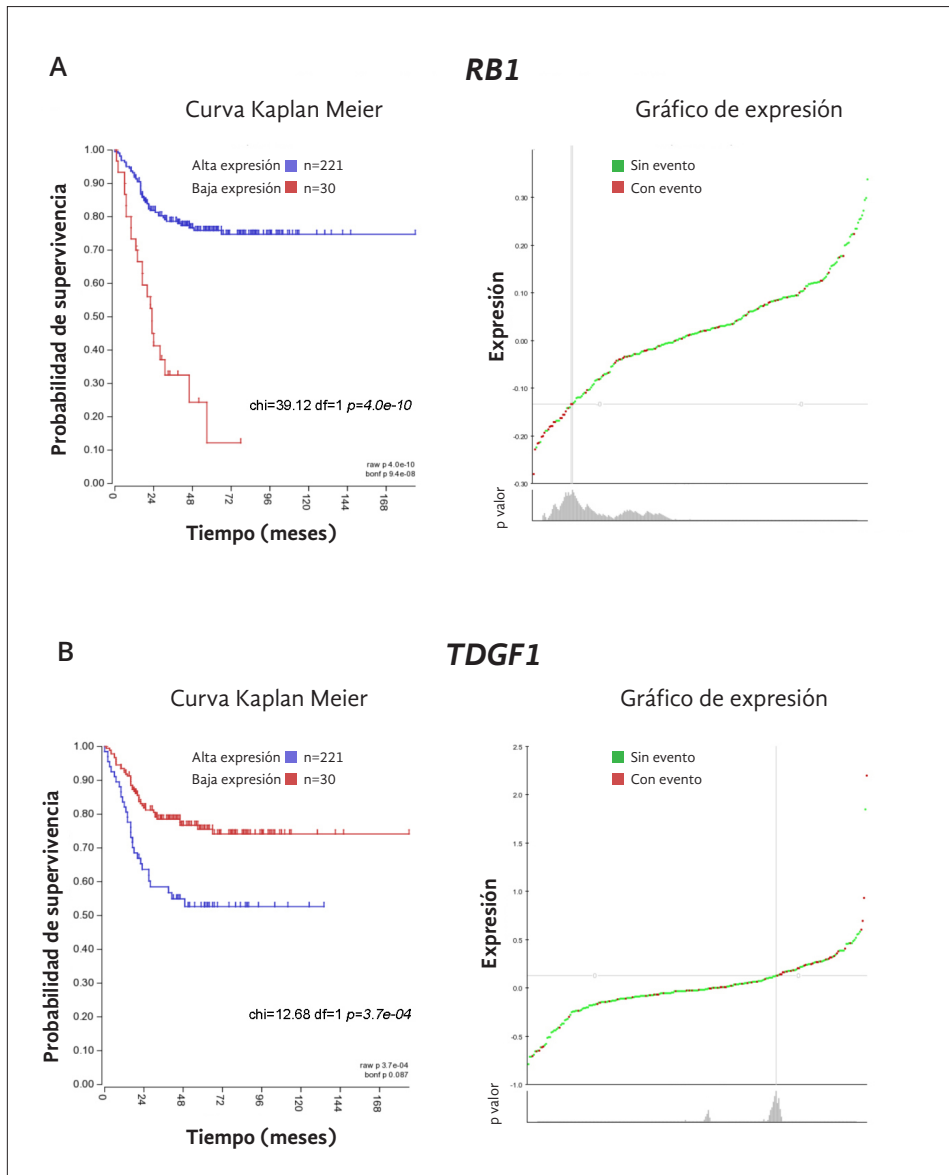 A
RB1
Curva Kaplan Meier
Alta expresión n=221
Baja expresión n=30
Probabilidad de supervivencia
1.00
0.90
0.80
0.70
0.60
0.50
0.40
0.30
0.20
0.10
0.00
chi=39.12 df=1 p=4.0e-10
raw p 4.0e-10
bonf p 9.4e-08
0 24 48 72 96 120 144 168
Tiempo (meses)
Gráfico de expresión
Sin evento
Con evento
Expresión
0.30
0.20
0.10
0.00
-0.10
-0.20
-0.30
p valor
B
TDGF1
Curva Kaplan Meier
Alta expresión n=221
Baja expresión n=30
Probabilidad de supervivencia
1.00
0.90
0.80
0.70
0.60
0.50
0.40
0.30
0.20
0.10
0.00
chi=12.68 df=1 p=3.7e-04
raw p 3.7e-04
bonf p 0.087
0 24 48 72 96 120 144 168
Tiempo (meses)
Gráfico de expresión
Sin evento
Con evento
Expresión
2.5
2.0
1.5
1.0
0.5
0.0
-0.5
-1.0
p valor